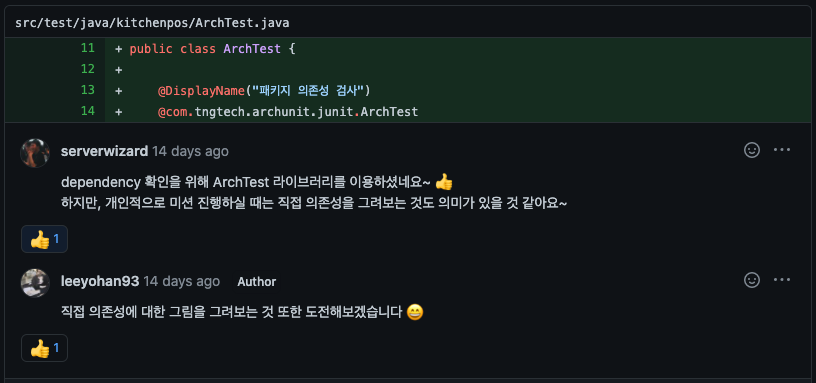 src/test/java/kitchenpos/ArchTest.java
11 + public class ArchTest {
12 +
13 + @DisplayName("패키지 의존성 검사")
14 + @com.tngtech.archunit.junit.ArchTest
serverwizard 14 days ago
dependency 확인을 위해 ArchTest 라이브러리를 이용하셨네요~ 👍
하지만, 개인적으로 미션 진행하실 때는 직접 의존성을 그려보는 것도 의미가 있을 것 같아요~
👍 1
leeyohan93 14 days ago Author
직접 의존성에 대한 그림을 그려보는 것 또한 도전해보겠습니다 😄
👍 1